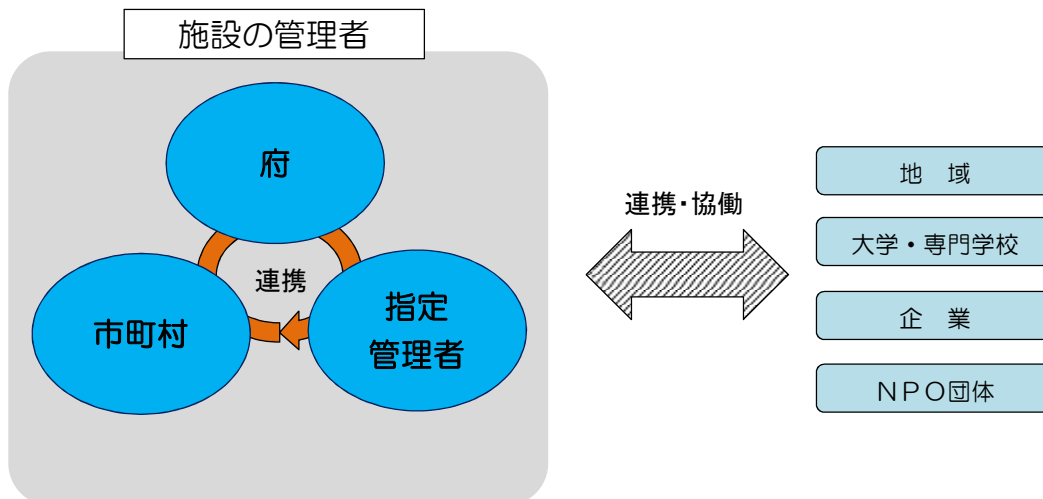 施設の管理者
府
連携
市町村
指定
管理者
連携・協働
地　域
大学・専門学校
企　業
ＮＰＯ団体